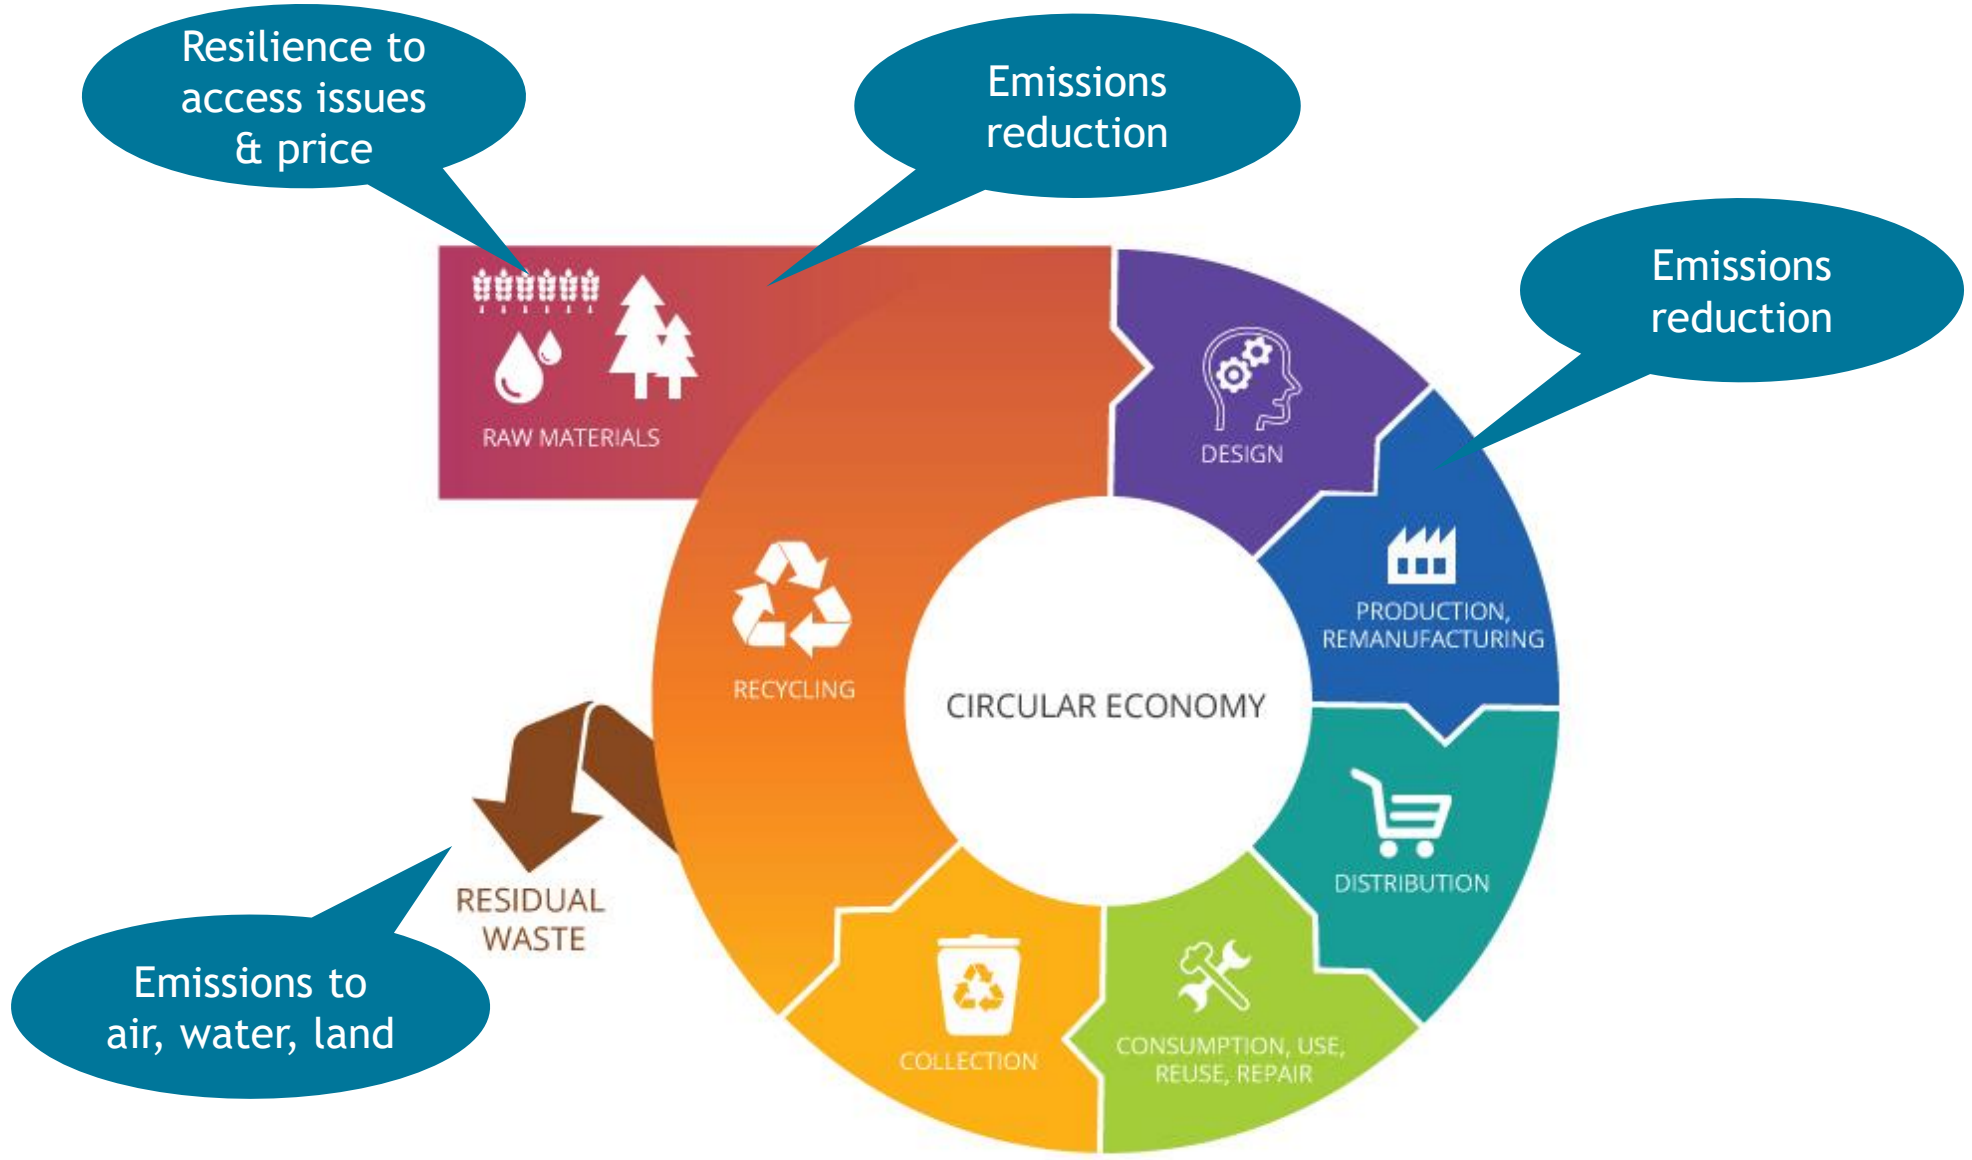 Resilience to
access issues
& price
Emissions
reduction
Emissions
reduction
RAW MATERIALS
DESIGN
PRODUCTION,
REMANUFACTURING
RECYCLING
CIRCULAR ECONOMY
DISTRIBUTION
RESIDUAL
WASTE
Emissions to
air, water, land
COLLECTION
CONSUMPTION, USE,
REUSE, REPAIR